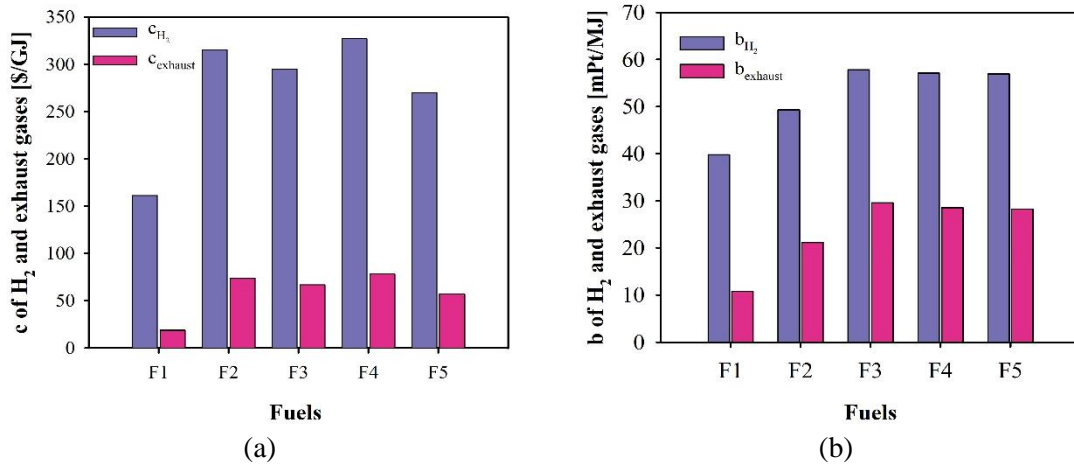 c of H₂ and exhaust gases [$/GJ]
350
300
250
200
150
100
50
0
c_H₂
c_exhaust
F1 F2 F3 F4 F5
Fuels
(a)
b of H₂ and exhaust gases [mPt/MJ]
70
60
50
40
30
20
10
0
b_H₂
b_exhaust
F1 F2 F3 F4 F5
Fuels
(b)